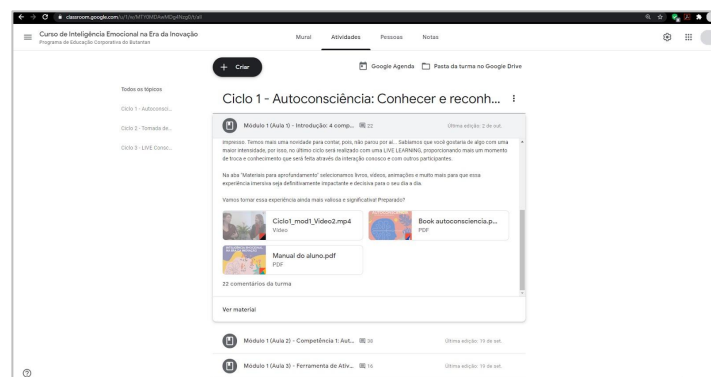 classroom.google.com/u/1/w/MTY0MDAwMDg4Nzg0/t/all
Curso de Inteligência Emocional na Era da Inovação
Programa de Educação Corporativa do Butantan
Mural Atividades Pessoas Notas
+ Criar
Google Agenda Pasta da turma no Google Drive
Todos os tópicos
Ciclo 1 - Autoconsci...
Ciclo 2 - Tomada de...
Ciclo 3 - LIVE Consc...
Ciclo 1 - Autoconsciência: Conhecer e reconh...
Módulo 1 (Aula 1) - Introdução: 4 comp... 22 Última edição: 2 de out.
impresso. Temos mais uma novidade para contar, pois, não parou por aí... Sabíamos que você gostaria de algo com uma
maior intensidade, por isso, no último ciclo será realizado com uma LIVE LEARNING, proporcionando mais um momento
de troca e conhecimento que será feita através da interação conosco e com outros participantes.
Na aba "Materiais para aprofundamento" selecionamos livros, vídeos, animações e muito mais para que essa
experiência imersiva seja definitivamente impactante e decisiva para o seu dia a dia.
Vamos tornar essa experiência ainda mais valiosa e significativa! Preparado?
Ciclo1_mod1_Video2.mp4
Vídeo
Book autoconsciencia.p...
PDF
Manual do aluno.pdf
PDF
22 comentários da turma
Ver material
Módulo 1 (Aula 2) - Competência 1: Aut... 38 Última edição: 19 de set.
Módulo 1 (Aula 3) - Ferramenta de Ativ... 16 Última edição: 19 de set.